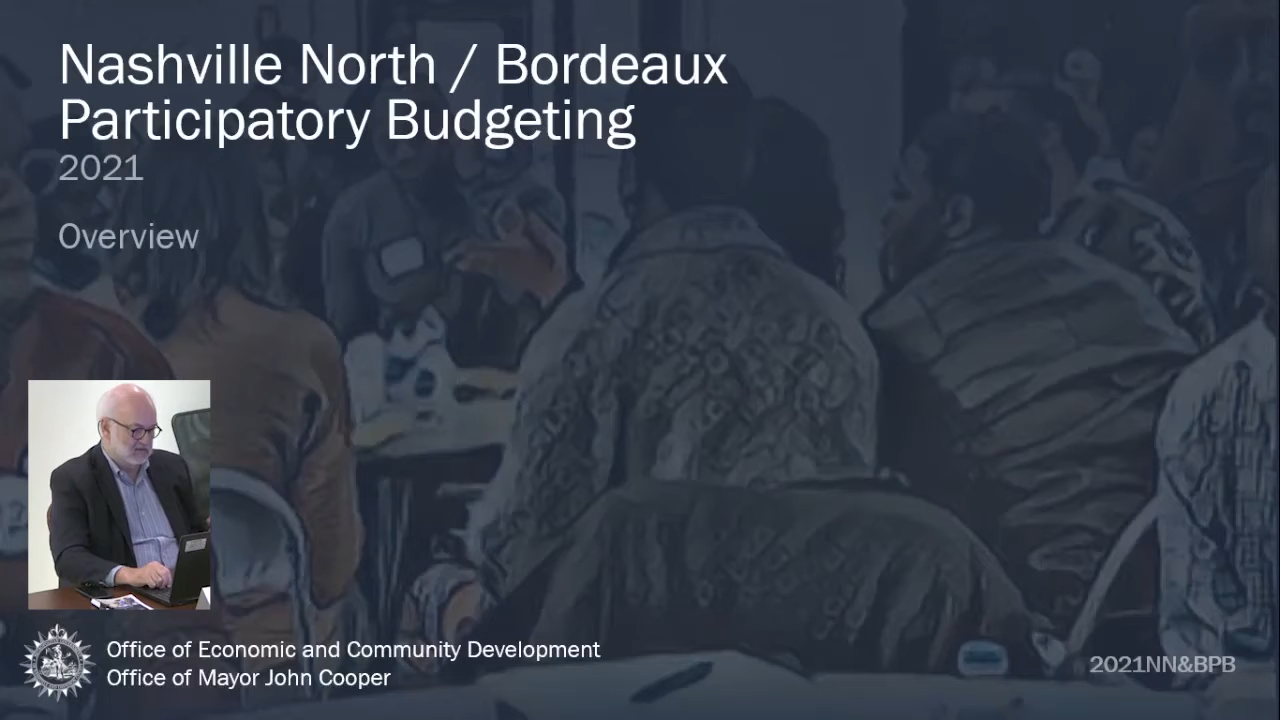 Nashville North / Bordeaux
Participatory Budgeting
2021
Overview
Office of Economic and Community Development
Office of Mayor John Cooper
2021NN&BPB